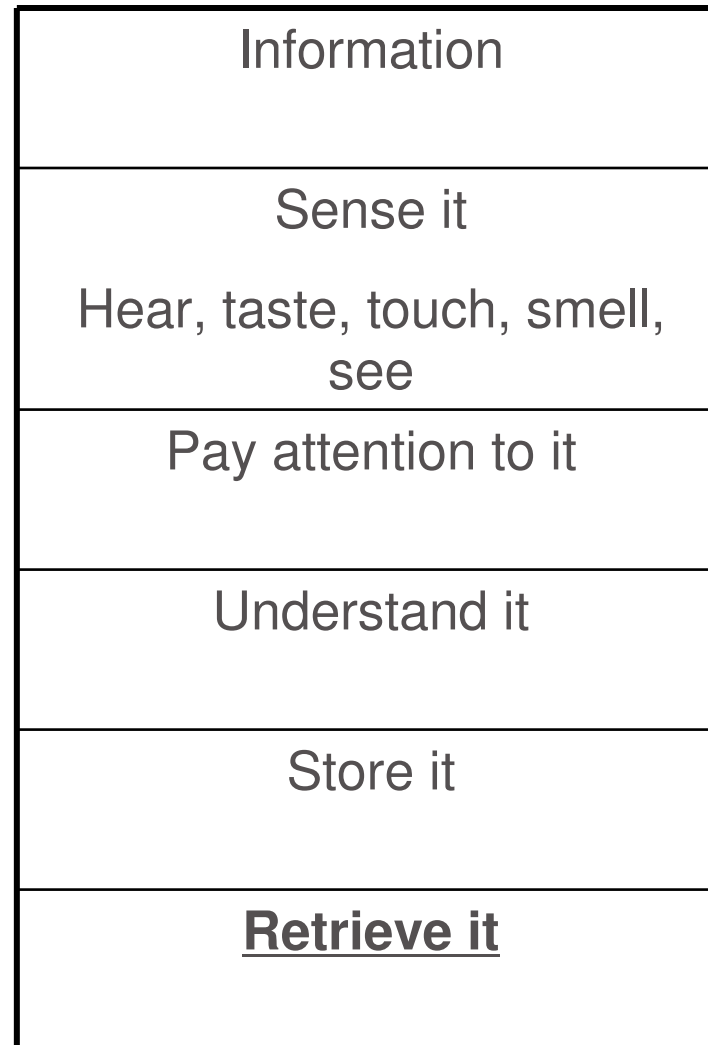 Information
Sense it
Hear, taste, touch, smell,
see
Pay attention to it
Understand it
Store it
Retrieve it